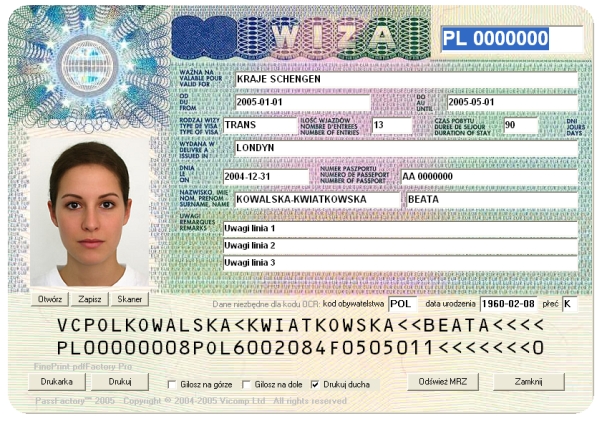 WIZA
PL 0000000
WAŻNA NA
VALABLE POUR
VALID FOR
KRAJE SCHENGEN
OD
DU
FROM
2005-01-01
DO
AU
UNTIL
2005-05-01
RODZAJ WIZY
TYPE DE VISA
TYPE OF VISA
TRANS
ILOŚĆ WJAZDÓW
NOMBRE D'ENTREES
NUMBER OF ENTRIES
13
CZAS POBYTU
DUREE DE SEJOUR
DURATION OF STAY
90
DNI
JOURS
DAYS
WYDANA W
DELIVRE A
ISSUED IN
LONDYN
DNIA
LE
ON
2004-12-31
NUMER PASZPORTU
NUMERO DE PASSEPORT
NUMBER OF PASSPORT
AA 0000000
NAZWISKO, IMIĘ
NOM, PRENOM
SURNAME, NAME
KOWALSKA-KWIATKOWSKA
BEATA
UWAGI
REMARQUES
REMARKS
Uwagi linia 1
Uwagi linia 2
Uwagi linia 3
Otwórz Zapisz Skaner
Dane niezbędne dla kodu OCR: kod obywatelstwa POL data urodzenia 1960-02-08 płeć K
VCPOLKOWALSKA<KWIATKOWSKA<<BEATA<<<<
PL00000008POL6002084F0505011<<<<<<<0
FinePrint pdfFactory Pro
Drukarka Drukuj Gilosz na górze Gilosz na dole Drukuj ducha Odśwież MRZ Zamknij
PassFactory™ 2005 Copyright © 2004-2005 Vicomp Ltd All rights reserved